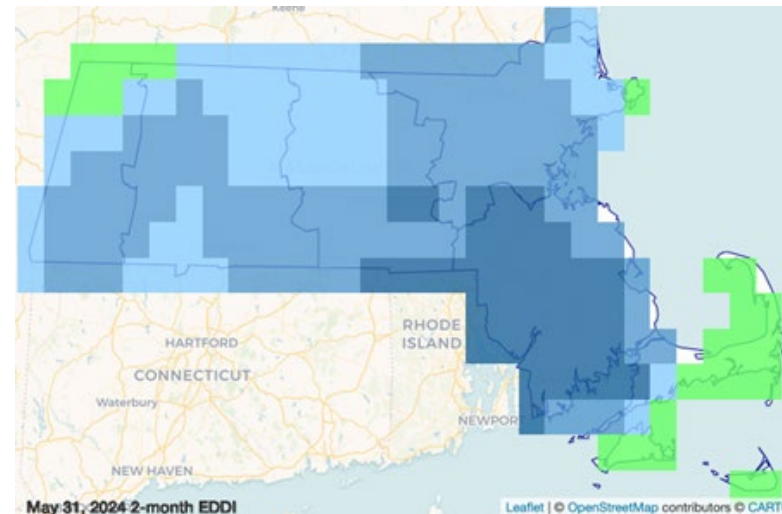 Keene
RHODE
ISLAND
HARTFORD
CONNECTICUT
Waterbury
NEWPORT
NEW HAVEN
May 31, 2024 2-month EDDI
Leaflet | © OpenStreetMap contributors © CART